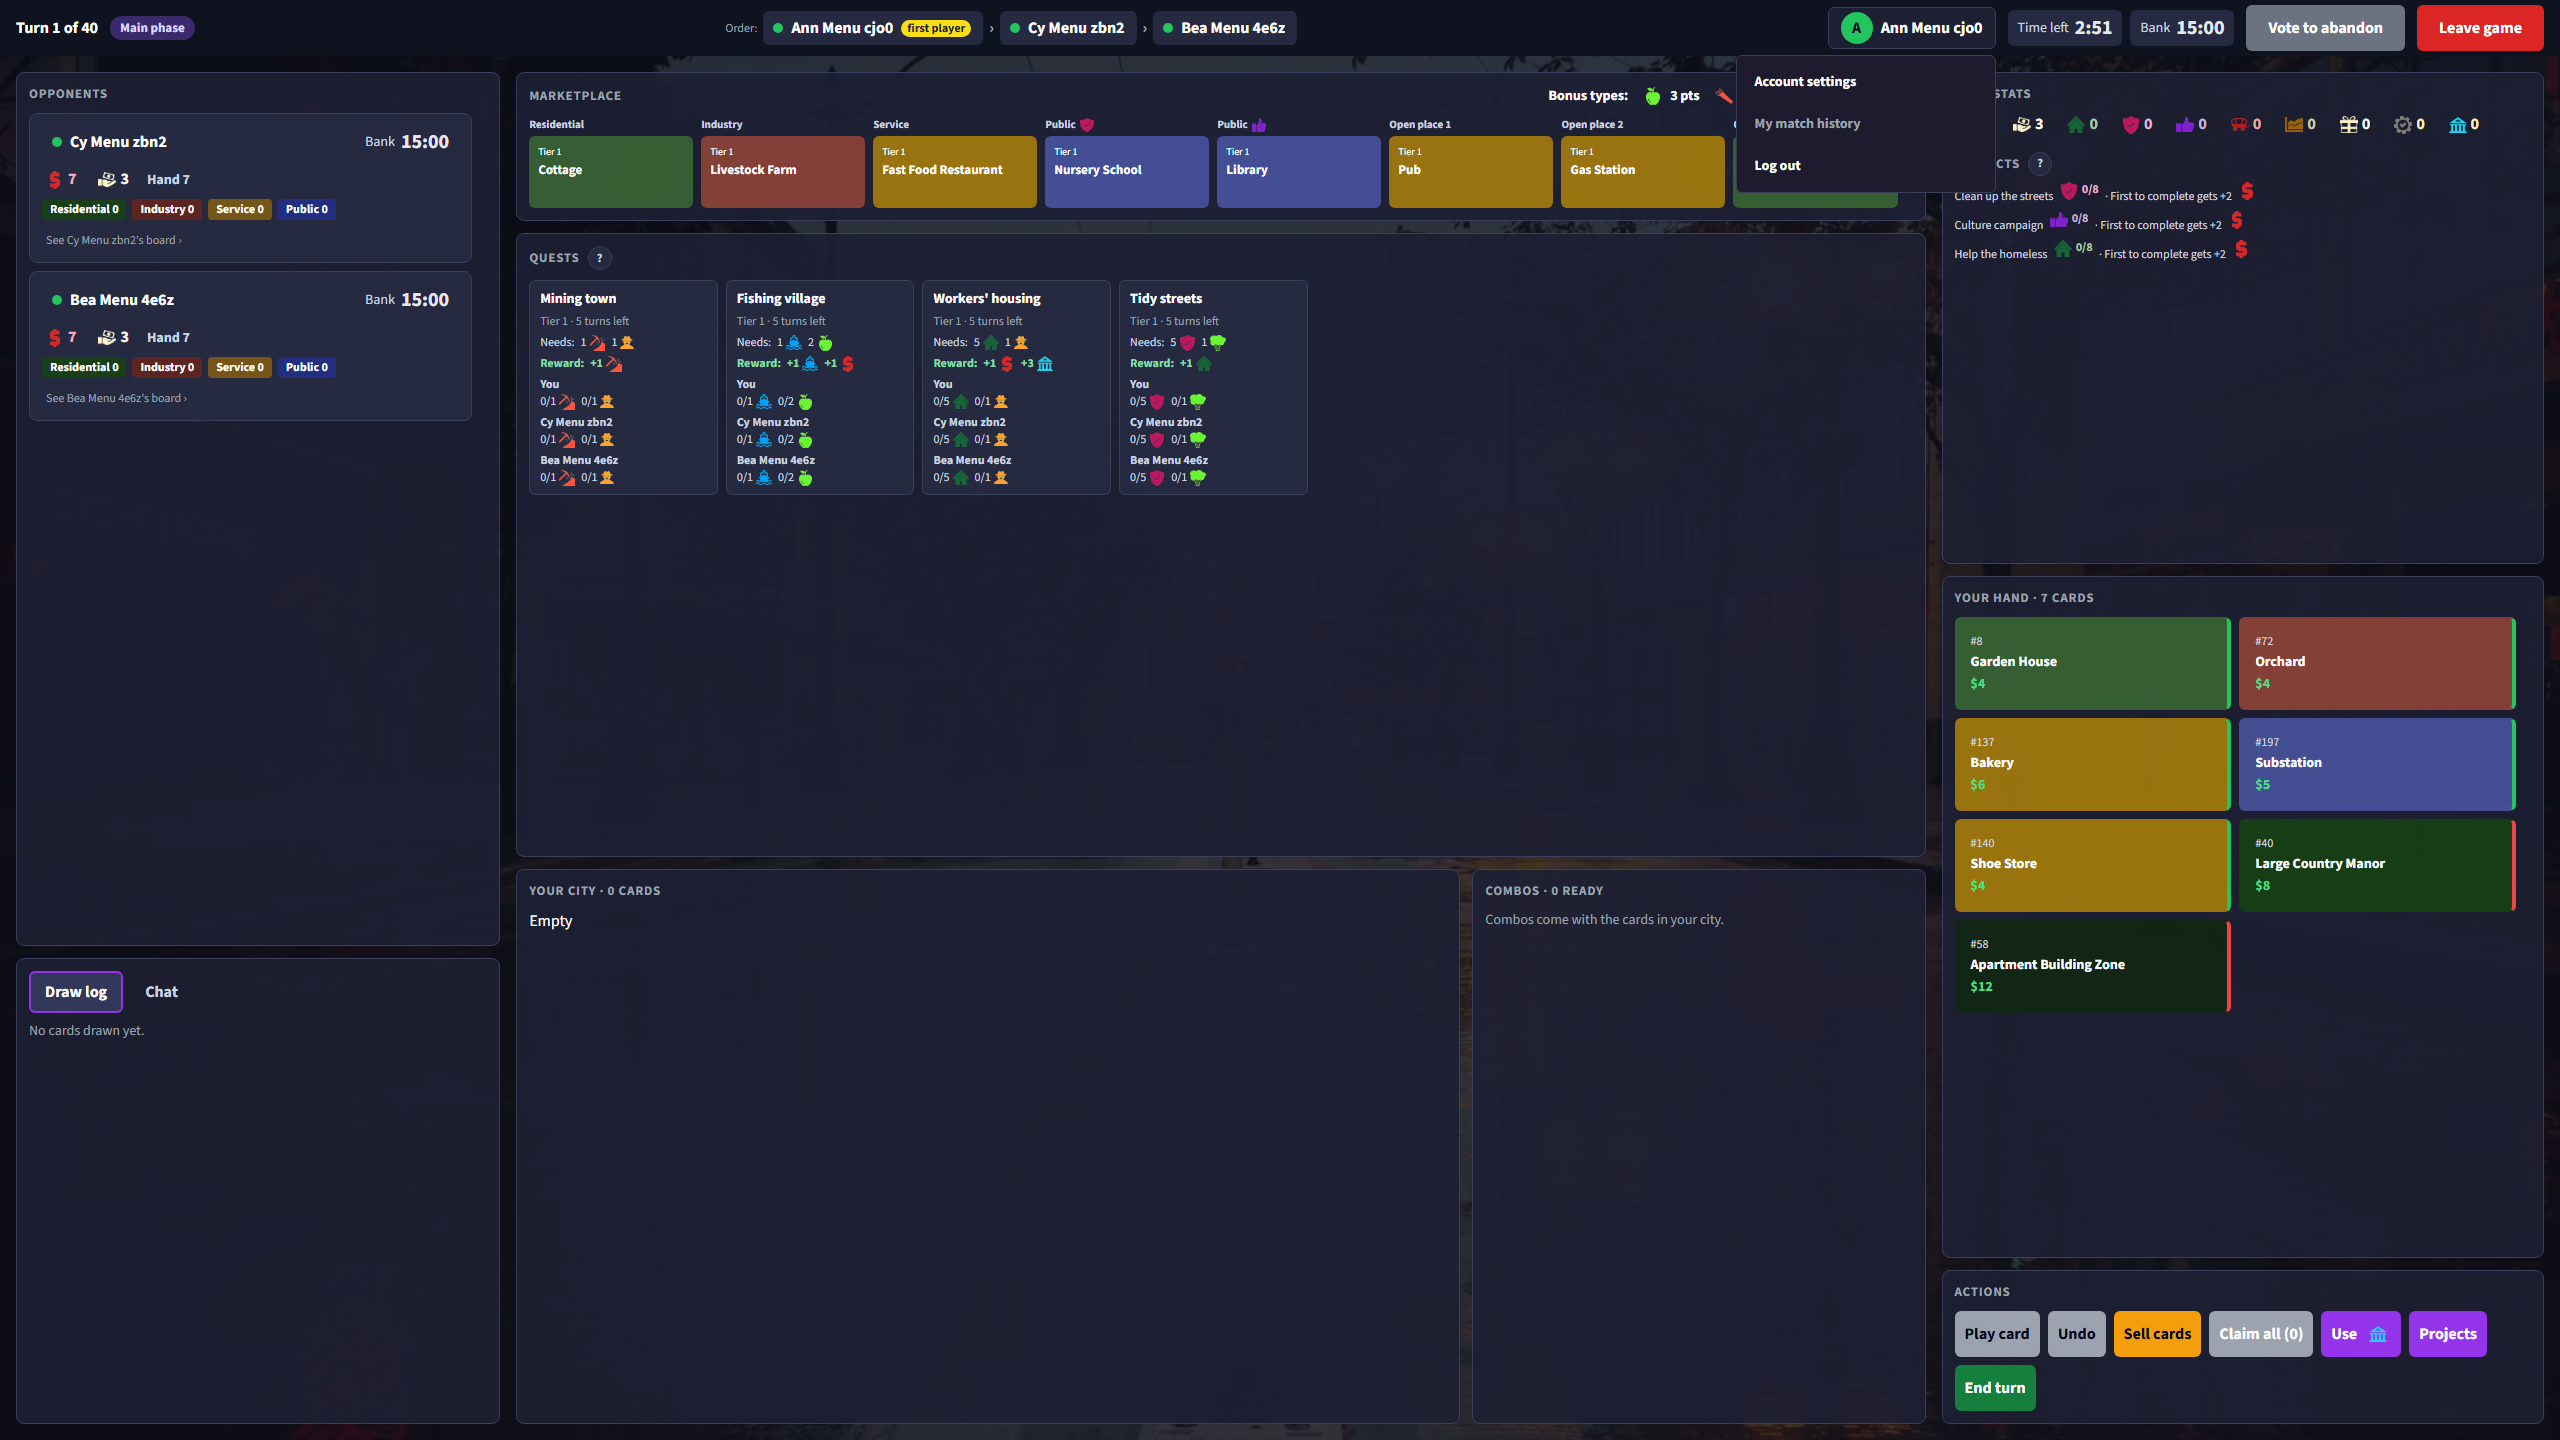 Turn 1 of 40 Main phase
Order: Ann Menu cjo0 first player › Cy Menu zbn2 › Bea Menu 4e6z
A Ann Menu cjo0
Time left 2:51
Bank 15:00
Vote to abandon
Leave game
Account settings
My match history
Log out
OPPONENTS
Cy Menu zbn2 Bank 15:00
7 3 Hand 7
Residential 0 Industry 0 Service 0 Public 0
See Cy Menu zbn2's board ›
Bea Menu 4e6z Bank 15:00
7 3 Hand 7
Residential 0 Industry 0 Service 0 Public 0
See Bea Menu 4e6z's board ›
Draw log Chat
No cards drawn yet.
MARKETPLACE
Bonus types: 3 pts
Residential Industry Service Public Public Open place 1 Open place 2
Tier 1 Tier 1 Tier 1 Tier 1 Tier 1 Tier 1 Tier 1
Cottage Livestock Farm Fast Food Restaurant Nursery School Library Pub Gas Station
QUESTS ?
Mining town
Tier 1 · 5 turns left
Needs: 1 1
Reward: +1
You
0/1 0/1
Cy Menu zbn2
0/1 0/1
Bea Menu 4e6z
0/1 0/1
Fishing village
Tier 1 · 5 turns left
Needs: 1 2
Reward: +1 +1 $
You
0/1 0/2
Cy Menu zbn2
0/1 0/2
Bea Menu 4e6z
0/1 0/2
Workers' housing
Tier 1 · 5 turns left
Needs: 5 1
Reward: +1 $ +3
You
0/5 0/1
Cy Menu zbn2
0/5 0/1
Bea Menu 4e6z
0/5 0/1
Tidy streets
Tier 1 · 5 turns left
Needs: 5 1
Reward: +1
You
0/5 0/1
Cy Menu zbn2
0/5 0/1
Bea Menu 4e6z
0/5 0/1
YOUR CITY · 0 CARDS
Empty
COMBOS · 0 READY
Combos come with the cards in your city.
STATS
3 0 0 0 0 0 0 0 0
CTS ?
Clean up the streets 0/8 · First to complete gets +2 $
Culture campaign 0/8 · First to complete gets +2 $
Help the homeless 0/8 · First to complete gets +2 $
YOUR HAND · 7 CARDS
#8
Garden House
$4
#72
Orchard
$4
#137
Bakery
$6
#197
Substation
$5
#140
Shoe Store
$4
#40
Large Country Manor
$8
#58
Apartment Building Zone
$12
ACTIONS
Play card Undo Sell cards Claim all (0) Use Projects
End turn